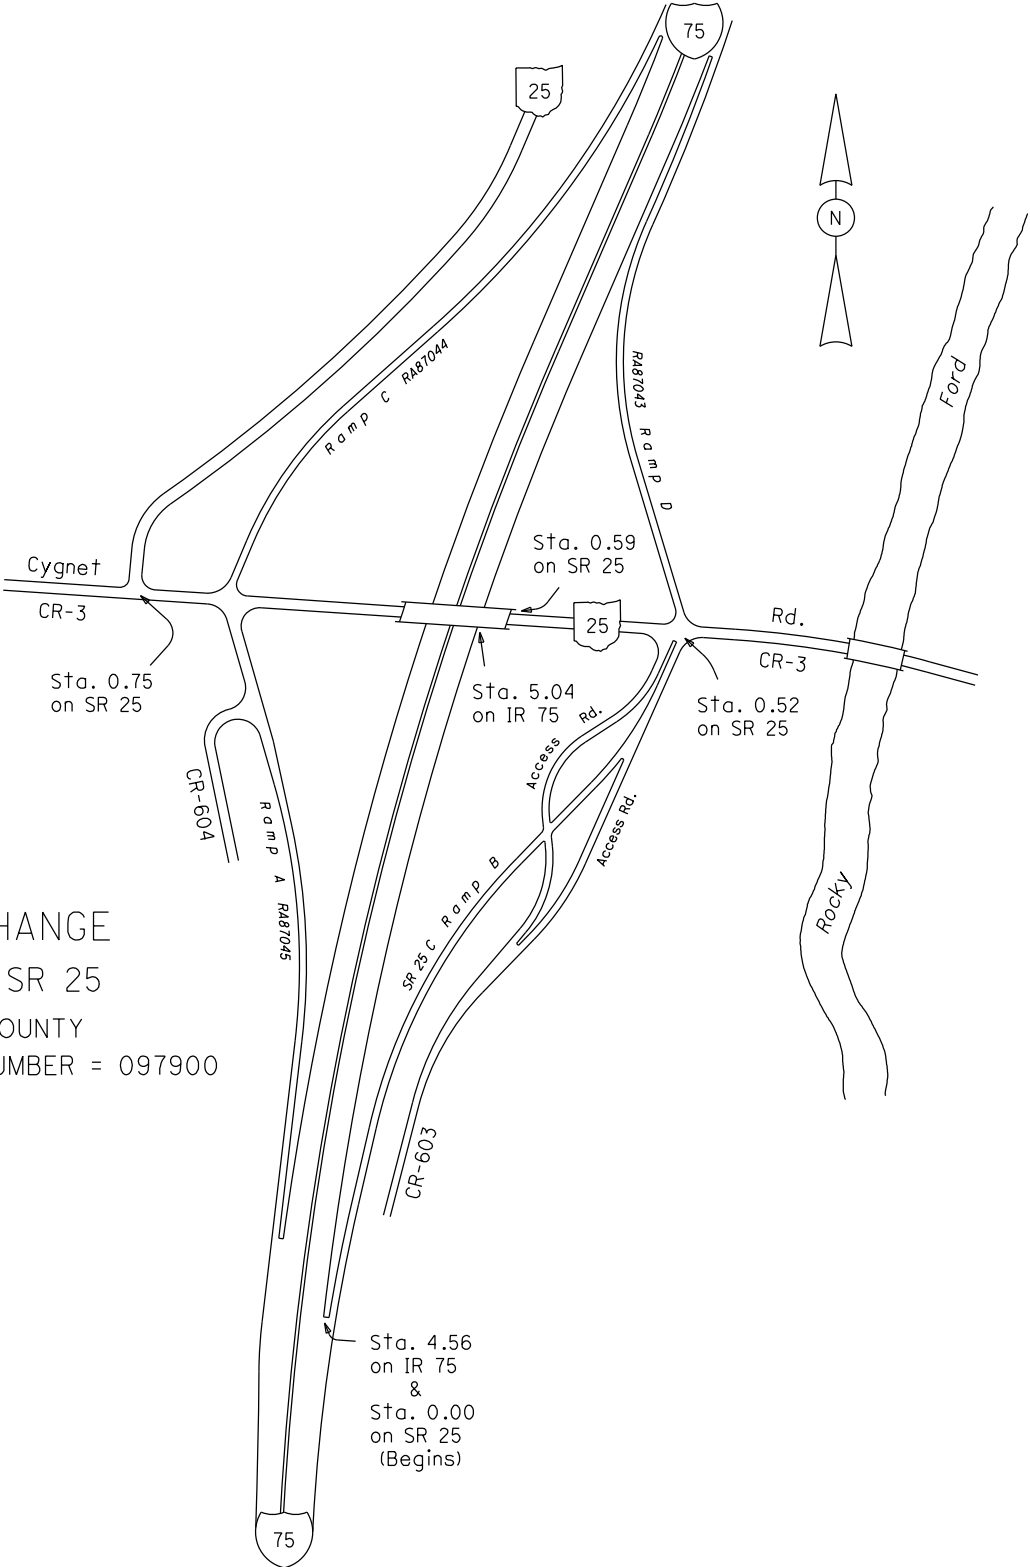 75
25
N
Ford
Ramp C RA87044
RA87043 Ramp D
Sta. 0.59
on SR 25
Cygnet
CR-3
25
Rd.
CR-3
Sta. 0.75
on SR 25
Sta. 5.04
on IR 75
Sta. 0.52
on SR 25
Access Rd.
CR-604
Access Rd.
Ramp A RA87045
SR 25 C Ramp B
Rocky
HANGE
SR 25
OUNTY
UMBER = 097900
CR-603
Sta. 4.56
on IR 75
&
Sta. 0.00
on SR 25
(Begins)
75